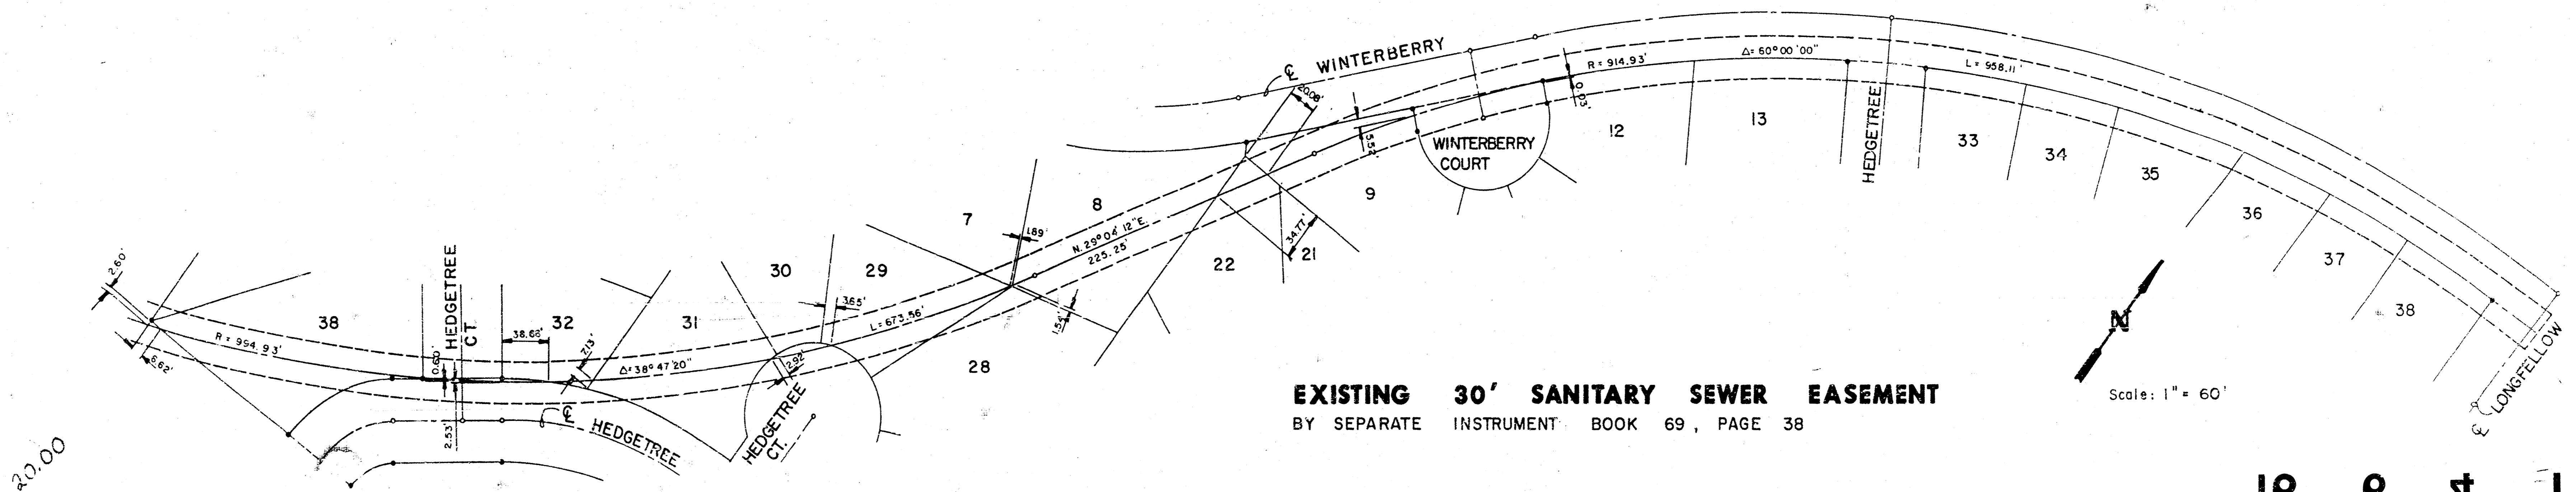 ℄ WINTERBERRY
20.08'
5.52'
WINTERBERRY
COURT
0.03'
R = 914.93'
Δ= 60°00'00"
L = 958.11'
HEDGETREE
12
13
33
34
35
36
37
38
9
℄ LONGFELLOW
N
Scale: 1" = 60'
7
8
1.89'
N. 29°04'12"E.
225.25'
22
21
34.77'
1.54'
28
30
29
3.65'
L = 673.56'
2.60'
38
R = 994.93'
6.62'
HEDGETREE
CT.
0.60'
2.53'
32
38.68'
7.13'
31
Δ= 38°47'20"
2.92'
HEDGETREE
CT.
℄ HEDGETREE
EXISTING 30' SANITARY SEWER EASEMENT
BY SEPARATE INSTRUMENT BOOK 69, PAGE 38
20.00